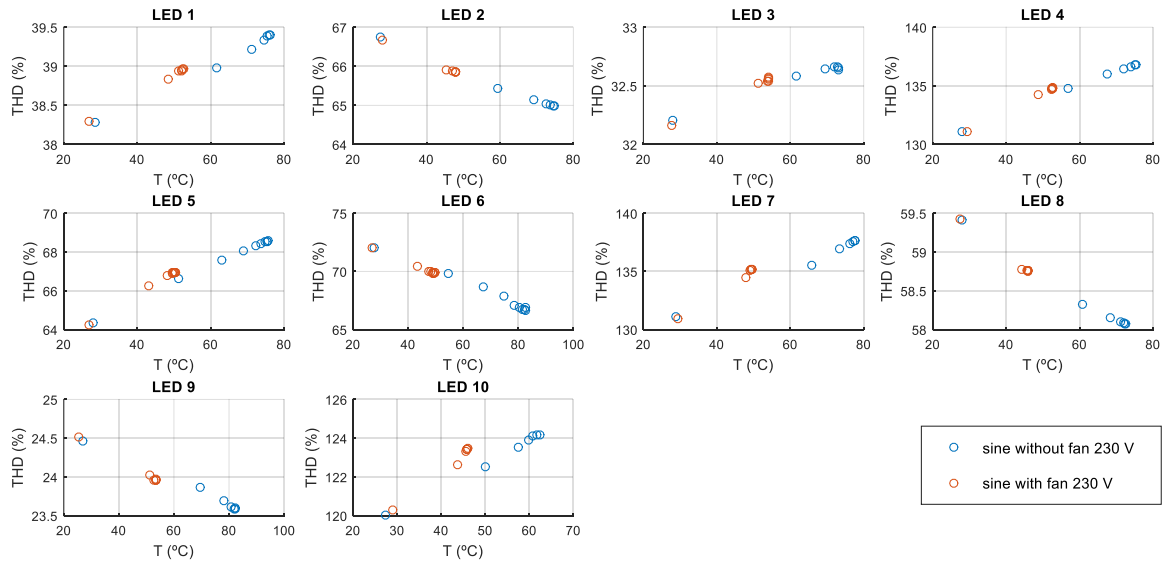 LED 1
39.5
39
38.5
38
THD (%)
20 40 60 80
T (ºC)
LED 2
67
66
65
64
THD (%)
20 40 60 80
T (ºC)
LED 3
33
32.5
32
THD (%)
20 40 60 80
T (ºC)
LED 4
140
135
130
THD (%)
20 40 60 80
T (ºC)
LED 5
70
68
66
64
THD (%)
20 40 60 80
T (ºC)
LED 6
75
70
65
THD (%)
20 40 60 80 100
T (ºC)
LED 7
140
135
130
THD (%)
20 40 60 80
T (ºC)
LED 8
59.5
59
58.5
58
THD (%)
20 40 60 80
T (ºC)
LED 9
25
24.5
24
23.5
THD (%)
20 40 60 80 100
T (ºC)
LED 10
126
124
122
120
THD (%)
20 30 40 50 60 70
T (ºC)
sine without fan 230 V
sine with fan 230 V